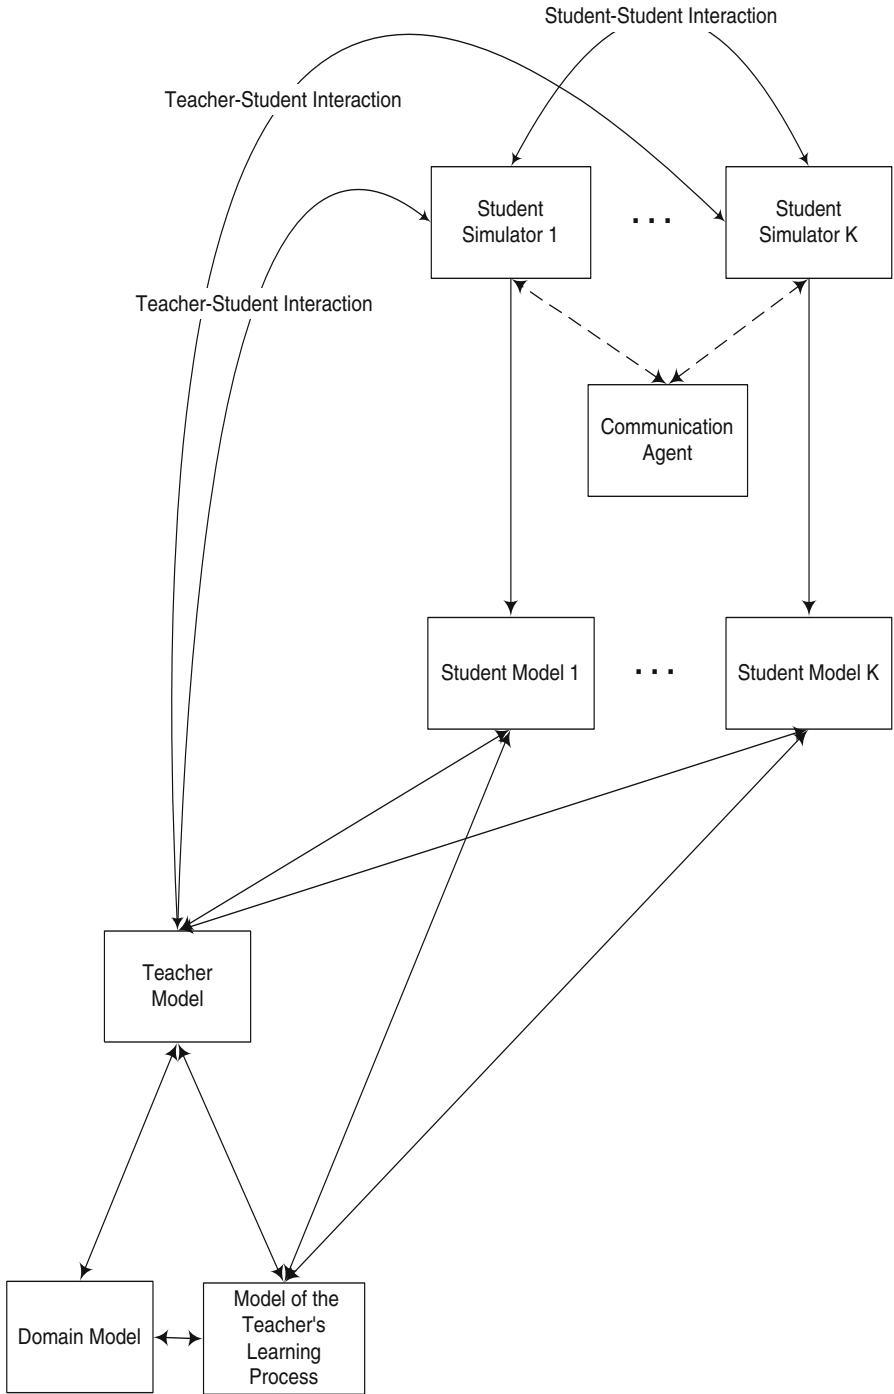 Student-Student Interaction
Teacher-Student Interaction
Student
Simulator 1
. . .
Student
Simulator K
Teacher-Student Interaction
Communication
Agent
Student Model 1
. . .
Student Model K
Teacher
Model
Domain Model
Model of the
Teacher's
Learning
Process